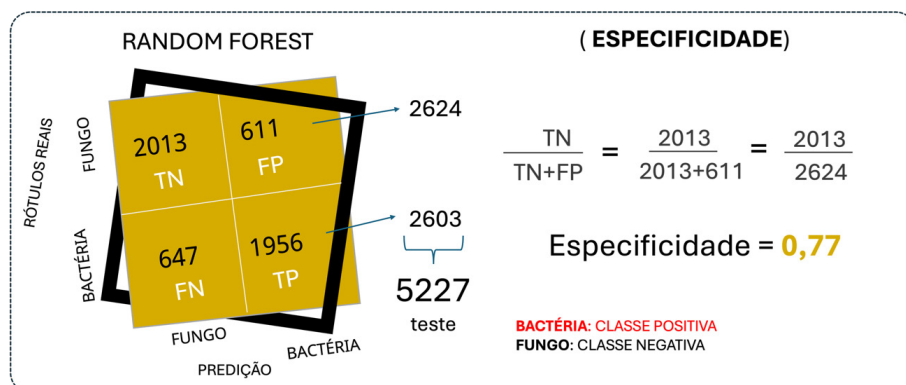 RANDOM FOREST
RÓTULOS REAIS
FUNGO
BACTÉRIA
2013
TN
611
FP
647
FN
1956
TP
FUNGO
BACTÉRIA
PREDIÇÃO
2624
2603
5227
teste
( ESPECIFICIDADE)
TN
TN+FP
=
2013
2013+611
=
2013
2624
Especificidade = 0,77
BACTÉRIA: CLASSE POSITIVA
FUNGO: CLASSE NEGATIVA